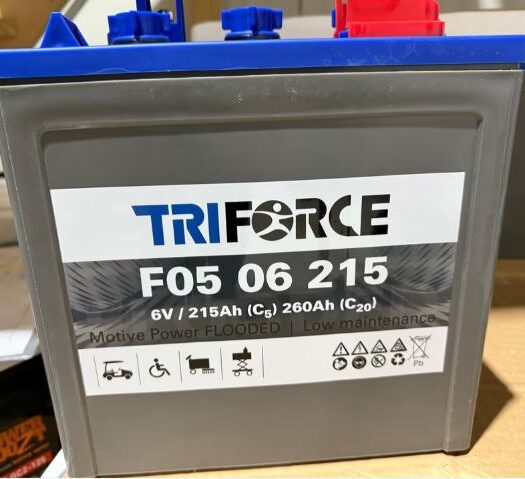 TRIFORCE
F05 06 215
6V / 215Ah (C₅) 260Ah (C₂₀)
Motive Power FLOODED | Low maintenance
Pb